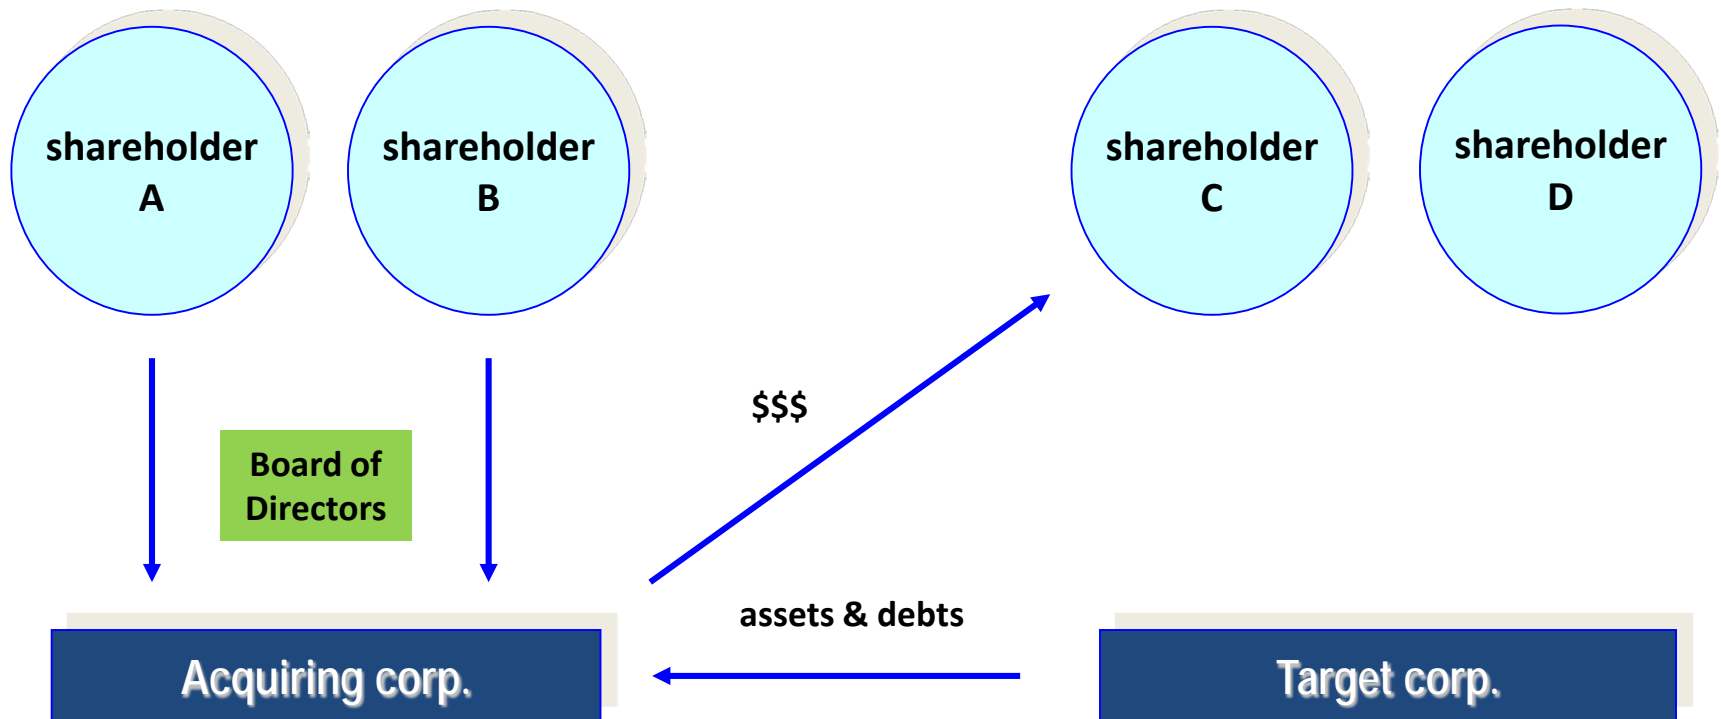 shareholder
A
shareholder
B
shareholder
C
shareholder
D
$$$
Board of
Directors
assets & debts
Acquiring corp.
Target corp.